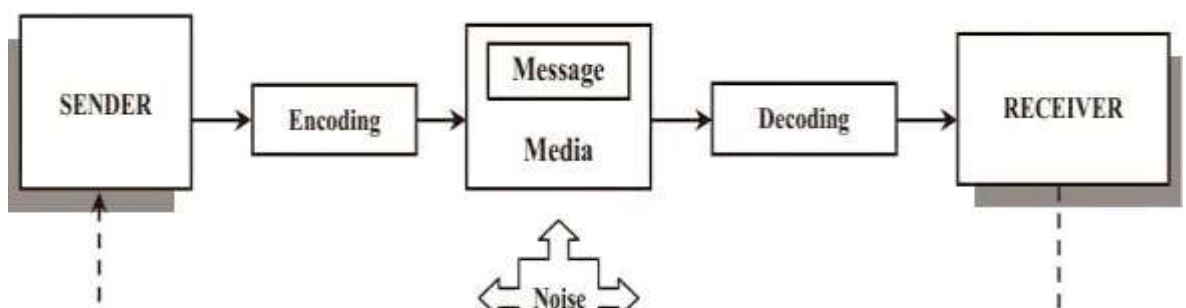 SENDER
Encoding
Message
Media
Decoding
RECEIVER
Noise